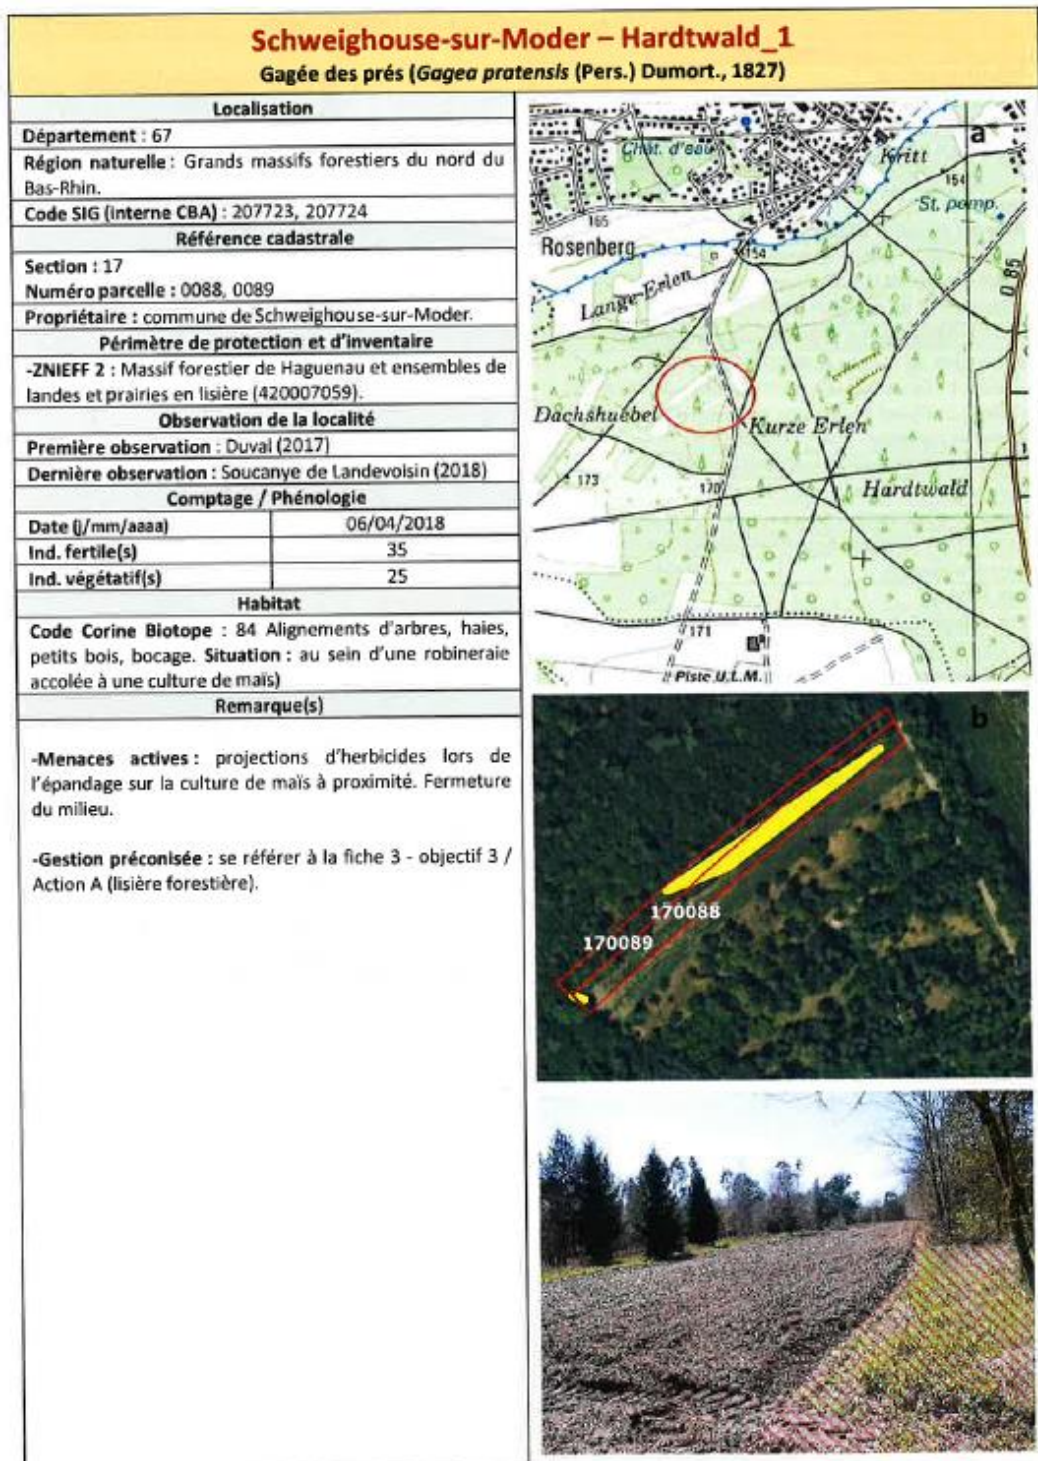 Schweighouse-sur-Moder – Hardtwald_1
Gagée des prés (Gagea pratensis (Pers.) Dumort., 1827)
Localisation
Département : 67
Région naturelle : Grands massifs forestiers du nord du
Bas-Rhin.
Code SIG (interne CBA) : 207723, 207724
Référence cadastrale
Section : 17
Numéro parcelle : 0088, 0089
Propriétaire : commune de Schweighouse-sur-Moder.
Périmètre de protection et d'inventaire
-ZNIEFF 2 : Massif forestier de Haguenau et ensembles de
landes et prairies en lisière (420007059).
Observation de la localité
Première observation : Duval (2017)
Dernière observation : Soucanye de Landevoisin (2018)
Comptage / Phénologie
Date (j/mm/aaaa) 06/04/2018
Ind. fertile(s) 35
Ind. végétatif(s) 25
Habitat
Code Corine Biotope : 84 Alignements d'arbres, haies,
petits bois, bocage. Situation : au sein d'une robineraie
accolée à une culture de maïs)
Remarque(s)
-Menaces actives : projections d'herbicides lors de
l'épandage sur la culture de maïs à proximité. Fermeture
du milieu.
-Gestion préconisée : se référer à la fiche 3 - objectif 3 /
Action A (lisière forestière).
a
Ec
Chât. d'eau
Kritt
154
St. pomp.
165
Rosenberg
154
Lange-Erlen
D 85
Dachshuebel
Kurze Erlen
173
170
Hardtwald
171
Piste U.L.M.
b
170088
170089